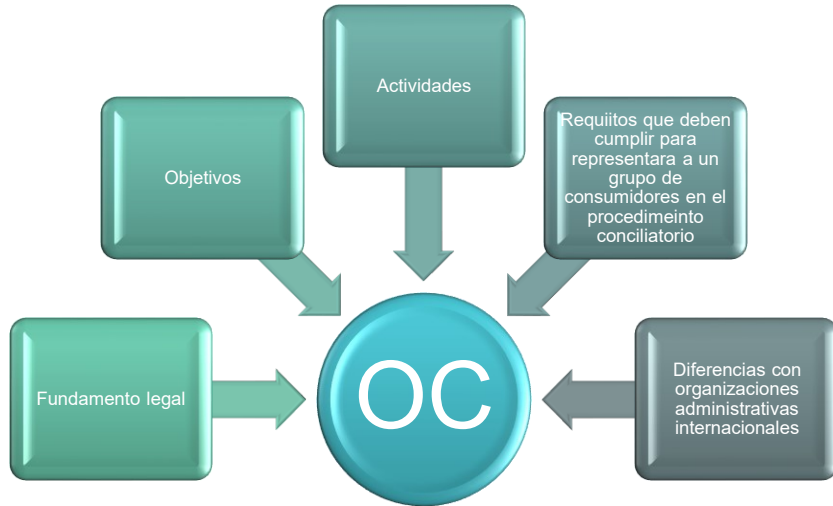 Actividades
Requiitos que deben
cumplir para
representara a un
grupo de
consumidores en el
procedimeinto
conciliatorio
Objetivos
Fundamento legal
OC
Diferencias con
organizaciones
administrativas
internacionales